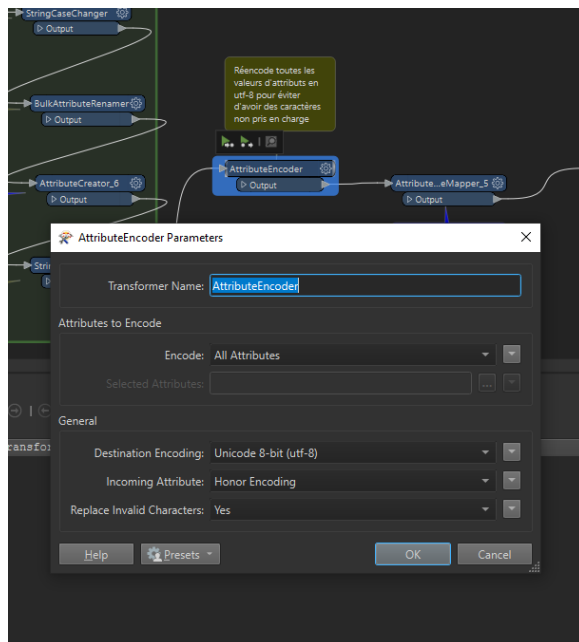 StringCaseChanger
Output
Réencode toutes les
valeurs d'attributs en
utf-8 pour éviter
d'avoir des caractères
non pris en charge
BulkAttributeRenamer
Output
AttributeEncoder
Output
AttributeCreator_6
Output
Attribute...eMapper_5
Output
AttributeEncoder Parameters
Stri
Transformer Name: AttributeEncoder
Attributes to Encode
Encode: All Attributes
Selected Attributes:
...
General
ransfo
Destination Encoding: Unicode 8-bit (utf-8)
Incoming Attribute: Honor Encoding
Replace Invalid Characters: Yes
Help Presets OK Cancel